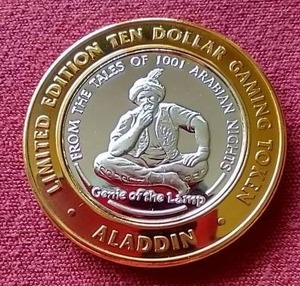 LIMITED EDITION TEN DOLLAR GAMING TOKEN
FROM THE TALES OF 1001 ARABIAN NIGHTS
Genie of the Lamp
• ALADDIN •